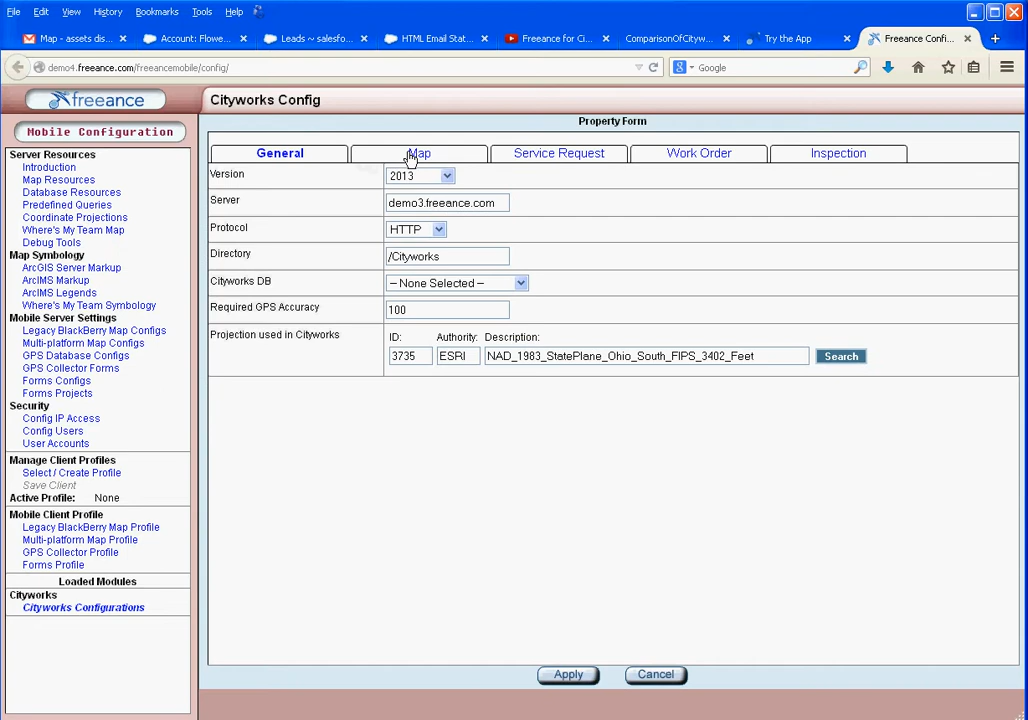 File Edit View History Bookmarks Tools Help
Map - assets dis... Account: Flowe... Leads ~ salesfo... HTML Email Stat... Freeance for Ci... ComparisonOfCityw... Try the App Freeance Confi...
demo4.freeance.com/freeancemobile/config/ Google
freeance
Cityworks Config
Mobile Configuration
Server Resources
Introduction
Map Resources
Database Resources
Predefined Queries
Coordinate Projections
Where's My Team Map
Debug Tools
Map Symbology
ArcGIS Server Markup
ArcIMS Markup
ArcIMS Legends
Where's My Team Symbology
Mobile Server Settings
Legacy BlackBerry Map Configs
Multi-platform Map Configs
GPS Database Configs
GPS Collector Forms
Forms Configs
Forms Projects
Security
Config IP Access
Config Users
User Accounts
Manage Client Profiles
Select / Create Profile
Save Client
Active Profile: None
Mobile Client Profile
Legacy BlackBerry Map Profile
Multi-platform Map Profile
GPS Collector Profile
Forms Profile
Loaded Modules
Cityworks
Cityworks Configurations
Property Form
General Map Service Request Work Order Inspection
Version 2013
Server demo3.freeance.com
Protocol HTTP
Directory /Cityworks
Cityworks DB -- None Selected --
Required GPS Accuracy 100
Projection used in Cityworks ID: Authority: Description:
3735 ESRI NAD_1983_StatePlane_Ohio_South_FIPS_3402_Feet Search
Apply Cancel